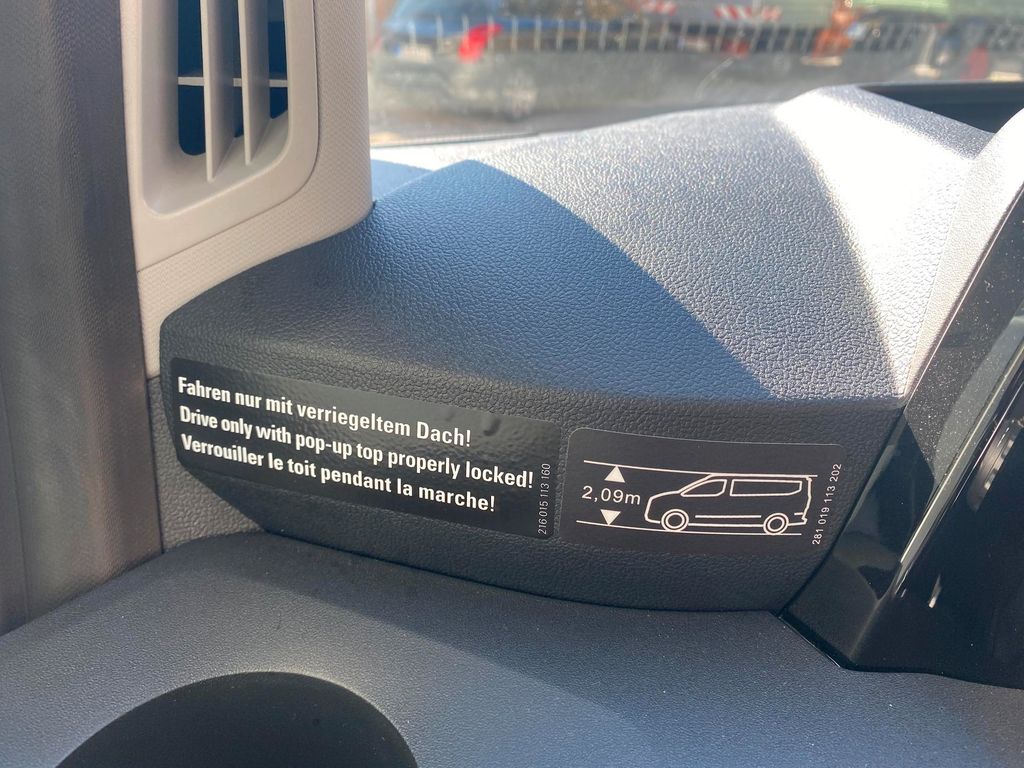 Fahren nur mit verriegeltem Dach!
Drive only with pop-up top properly locked!
Verrouiller le toit pendant la marche!
216 015 113 160
2,09m
281 019 113 202